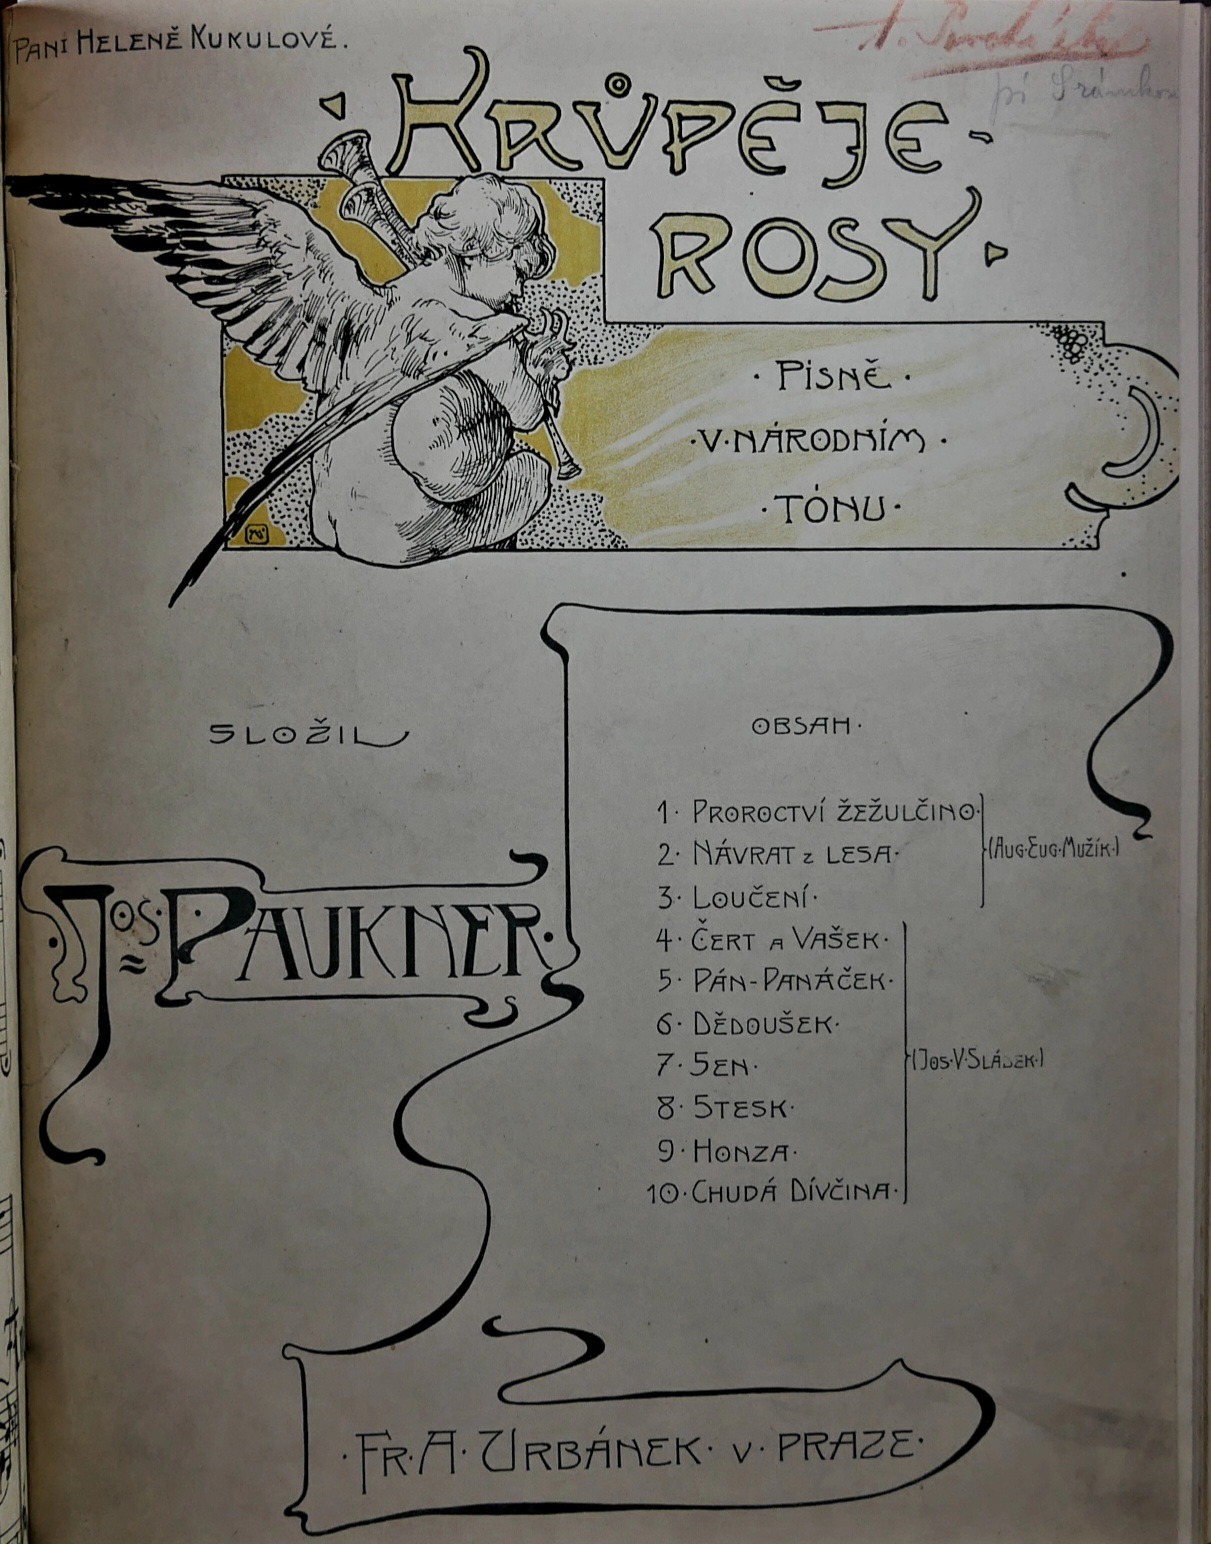 PANÍ HELENĚ KUKULOVÉ.
KRŮPĚJE
ROSY
· PÍSNĚ ·
· V · NÁRODNÍM ·
· TÓNU ·
SLOŽIL
JOS. PAUKNER.
OBSAH ·
1 · PROROCTVÍ ŽEŽULČINO ·
2 · NÁVRAT Z LESA ·
3 · LOUČENÍ ·
(AUG · EUG · MUŽÍK ·)
4 · ČERT A VAŠEK ·
5 · PÁN-PANÁČEK ·
6 · DĚDOUŠEK ·
7 · SEN ·
8 · STESK ·
9 · HONZA ·
10 · CHUDÁ DÍVČINA ·
(JOS · V · SLÁDEK ·)
· FR. A. URBÁNEK · V · PRAZE ·